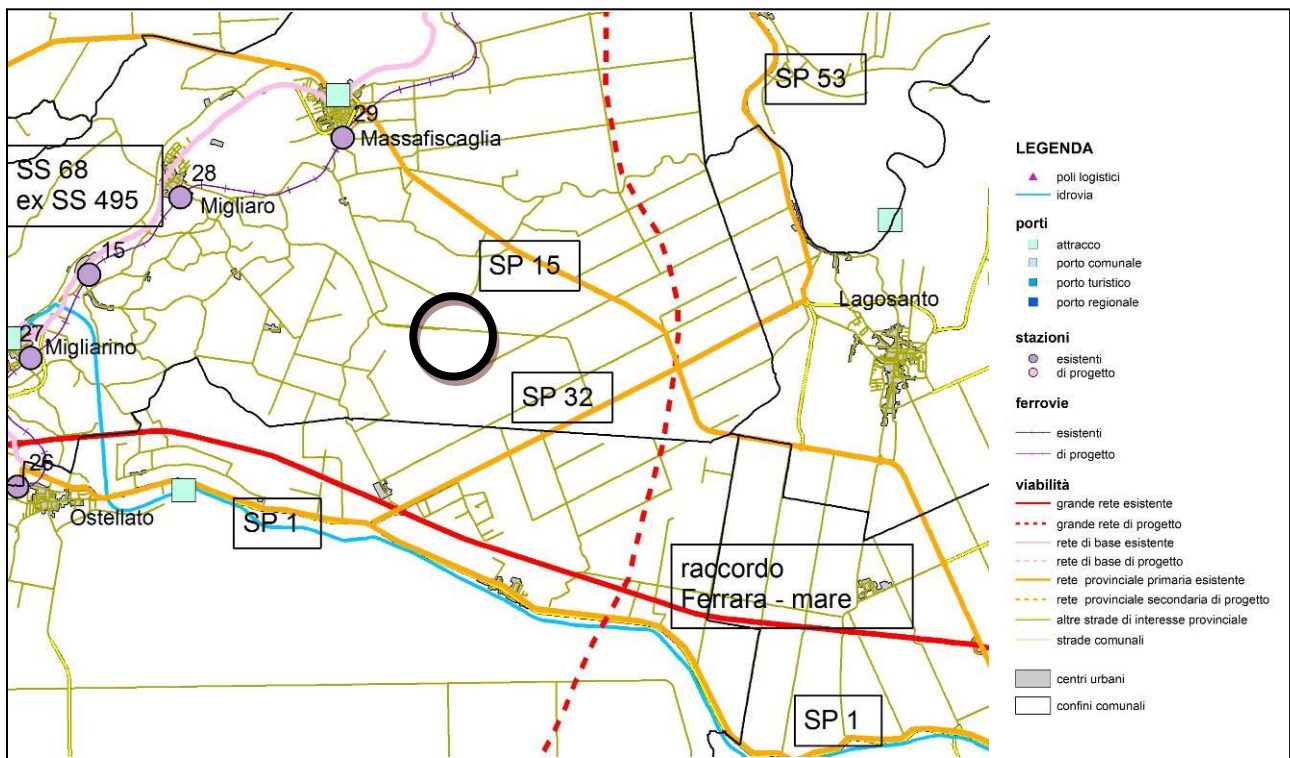 SP 53
29
Massafiscaglia
SS 68
ex SS 495
28
Migliaro
15
SP 15
Lagosanto
27
Migliarino
SP 32
26
Ostellato
SP 1
raccordo
Ferrara - mare
SP 1
LEGENDA
poli logistici
idrovia
porti
attracco
porto comunale
porto turistico
porto regionale
stazioni
esistenti
di progetto
ferrovie
esistenti
di progetto
viabilità
grande rete esistente
grande rete di progetto
rete di base esistente
rete di base di progetto
rete provinciale primaria esistente
rete provinciale secondaria di progetto
altre strade di interesse provinciale
strade comunali
centri urbani
confini comunali